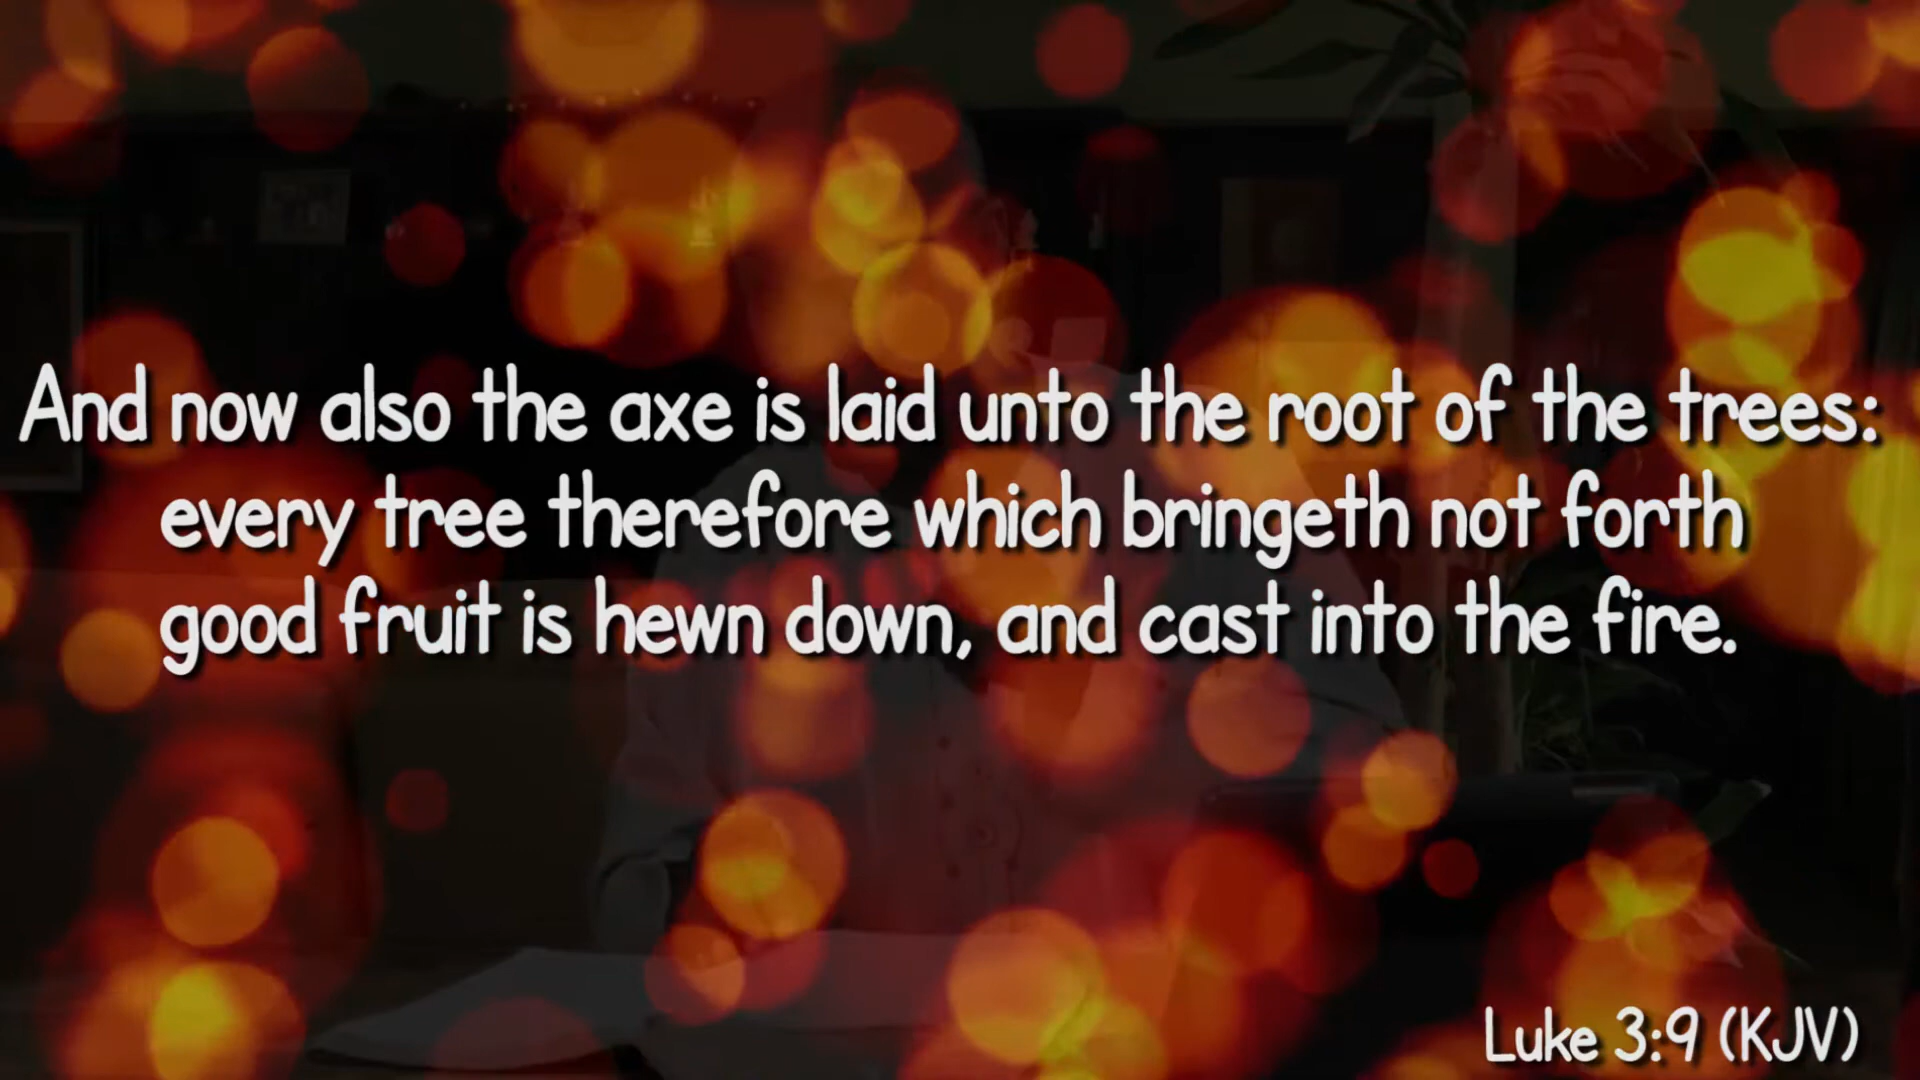 And now also the axe is laid unto the root of the trees:
every tree therefore which bringeth not forth
good fruit is hewn down, and cast into the fire.
Luke 3:9 (KJV)